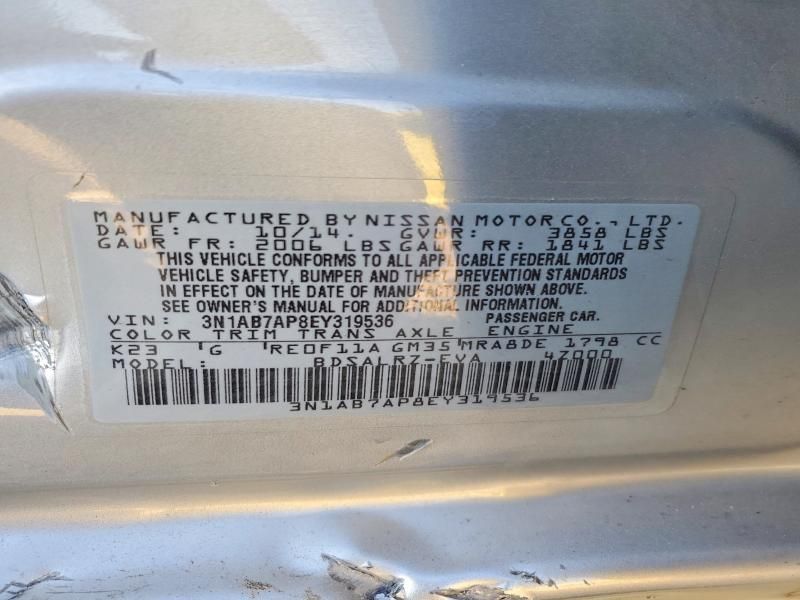 MANUFACTURED BY NISSAN MOTOR CO., LTD.
DATE: 10/14. GVWR: 3858 LBS
GAWR FR: 2006 LBS GAWR RR: 1841 LBS
THIS VEHICLE CONFORMS TO ALL APPLICABLE FEDERAL MOTOR
VEHICLE SAFETY, BUMPER AND THEFT PREVENTION STANDARDS
IN EFFECT ON THE DATE OF MANUFACTURE SHOWN ABOVE.
SEE OWNER'S MANUAL FOR ADDITIONAL INFORMATION.
VIN: 3N1AB7AP8EY319536 PASSENGER CAR.
COLOR TRIM TRANS AXLE ENGINE
K23 'G 'RE0F11A GM35 MRA8DE 1798 CC
MODEL: BDSALRZ-EVA 4Z000
3N1AB7AP8EY319536